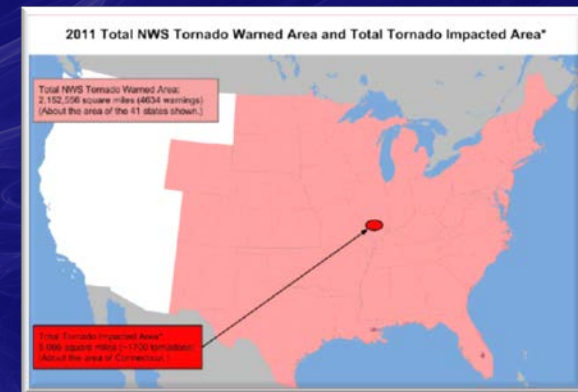 2011 Total NWS Tornado Warned Area and Total Tornado Impacted Area*
Total NWS Tornado Warned Area:
2,152,556 square miles (4634 warnings)
(About the area of the 41 states shown.)
Total Tornado Impacted Area*:
square miles (~1700 tornadoes)
(About the area of Connecticut.)